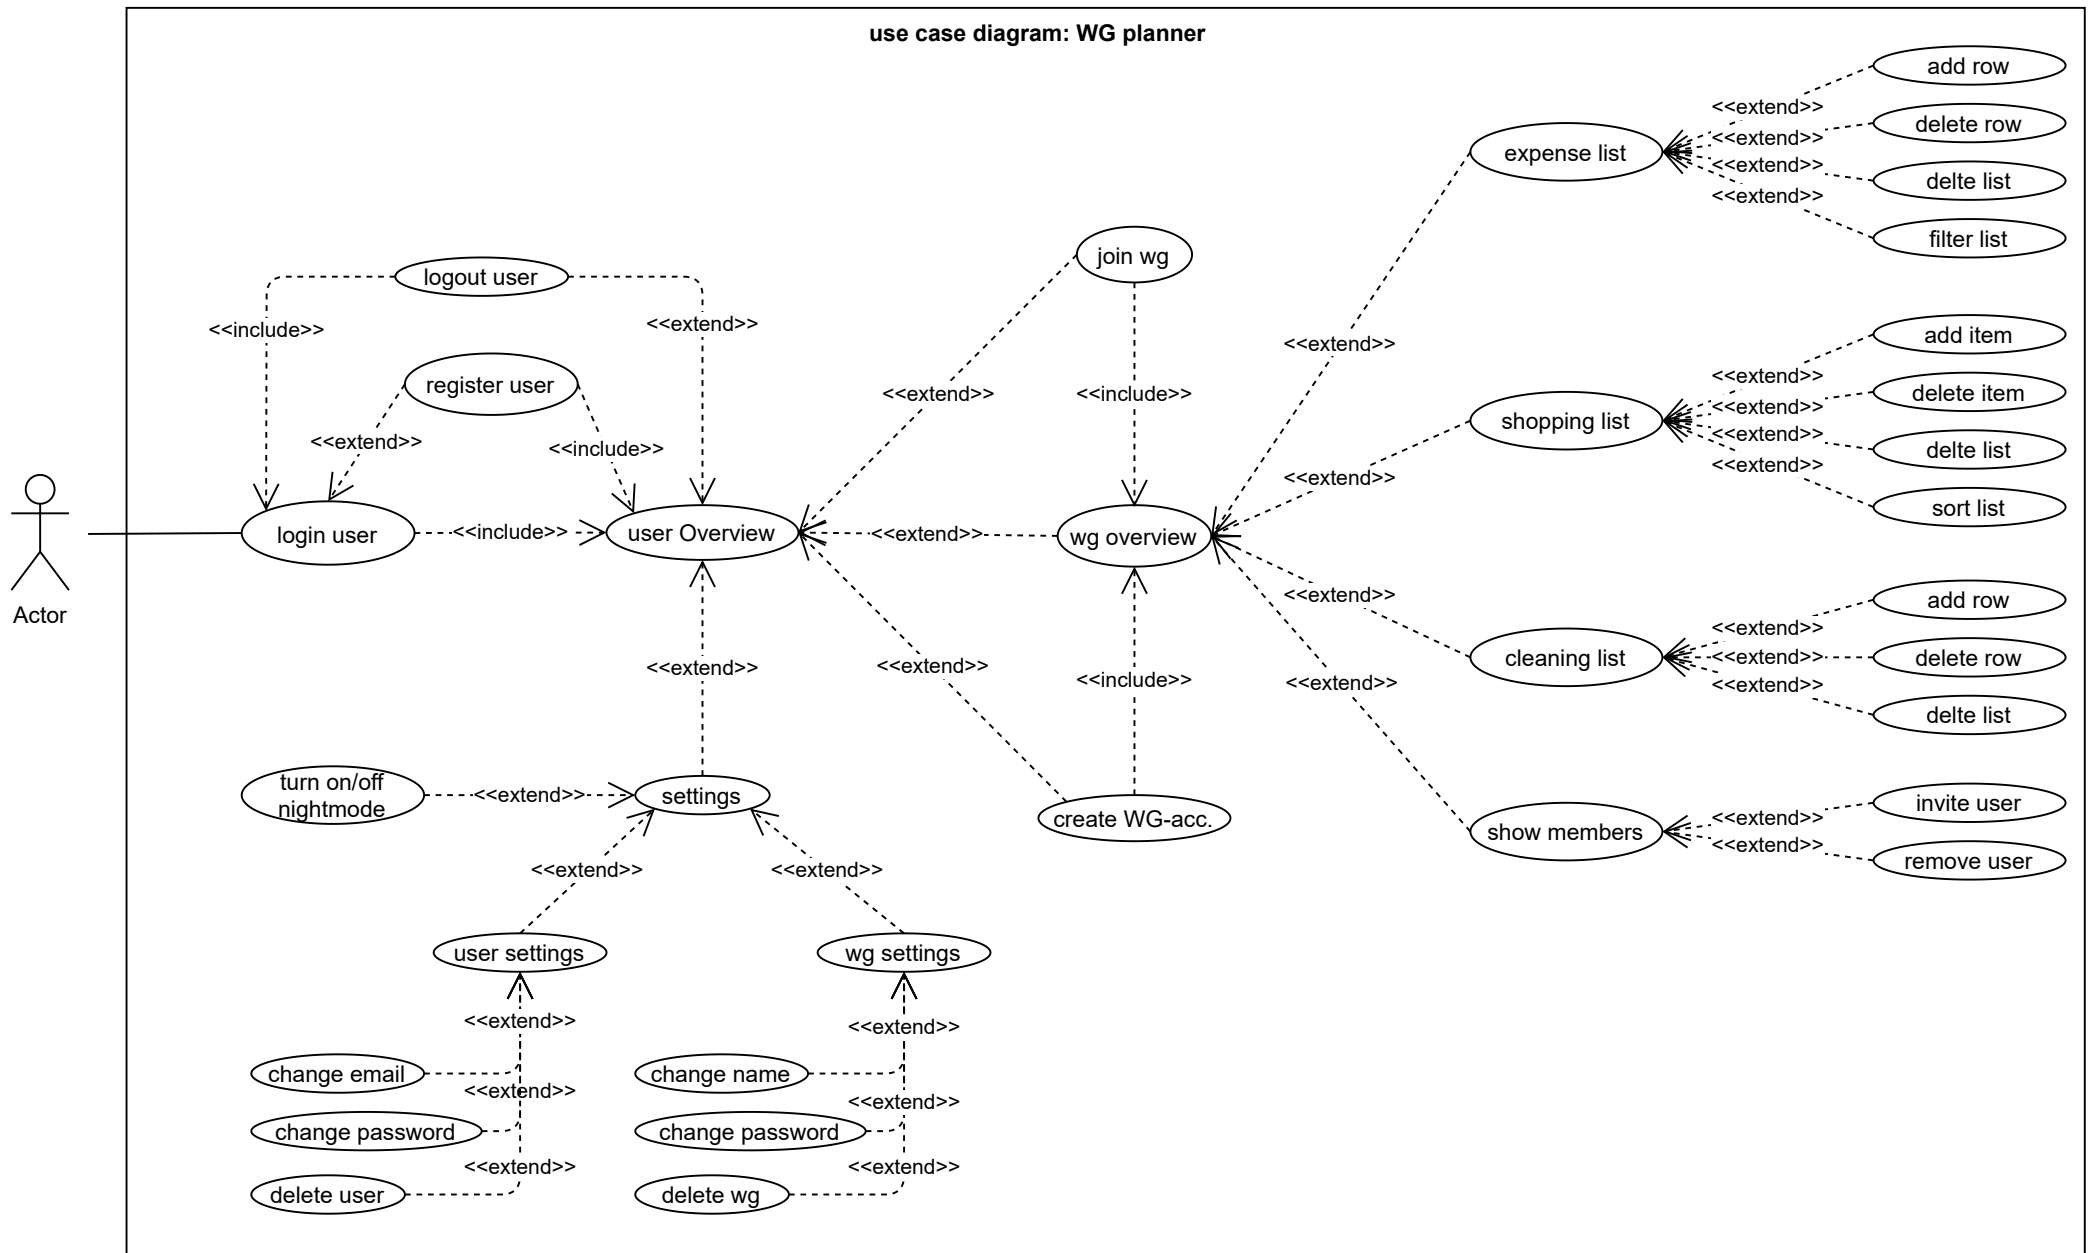 use case diagram: WG planner
add row
<<extend>>
delete row
<<extend>>
expense list
<<extend>>
delte list
<<extend>>
filter list
join wg
logout user
<<include>>
<<extend>>
<<extend>>
add item
<<extend>>
register user
<<extend>>
<<include>>
delete item
<<extend>>
shopping list
<<extend>>
<<include>>
<<extend>>
delte list
<<extend>>
<<extend>>
sort list
login user
<<include>>
user Overview
<<extend>>
wg overview
Actor
<<extend>>
add row
<<extend>>
cleaning list
<<extend>>
delete row
<<extend>>
<<extend>>
<<include>>
<<extend>>
<<extend>>
delte list
turn on/off
nightmode
<<extend>>
settings
create WG-acc.
invite user
<<extend>>
show members
<<extend>>
remove user
<<extend>>
<<extend>>
user settings
wg settings
<<extend>>
<<extend>>
change email
change name
<<extend>>
<<extend>>
change password
change password
<<extend>>
<<extend>>
delete user
delete wg